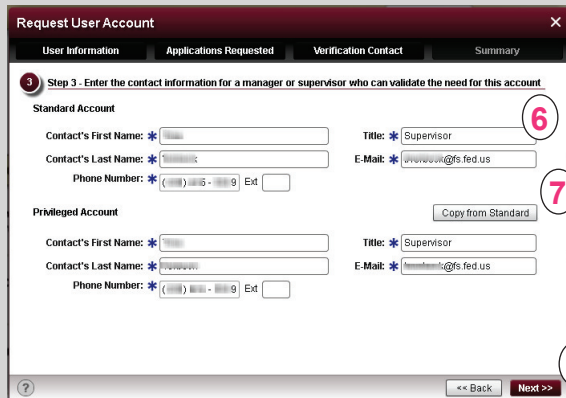 Request User Account ×
User Information Applications Requested Verification Contact Summary
3 Step 3 - Enter the contact information for a manager or supervisor who can validate the need for this account
Standard Account
6
Contact's First Name: * Title: * Supervisor
Contact's Last Name: * E-Mail: * @fs.fed.us
Phone Number: * ( ) - 9 Ext
7
Privileged Account Copy from Standard
Contact's First Name: * Title: * Supervisor
Contact's Last Name: * E-Mail: * @fs.fed.us
Phone Number: * ( ) - 9 Ext
? << Back Next >>